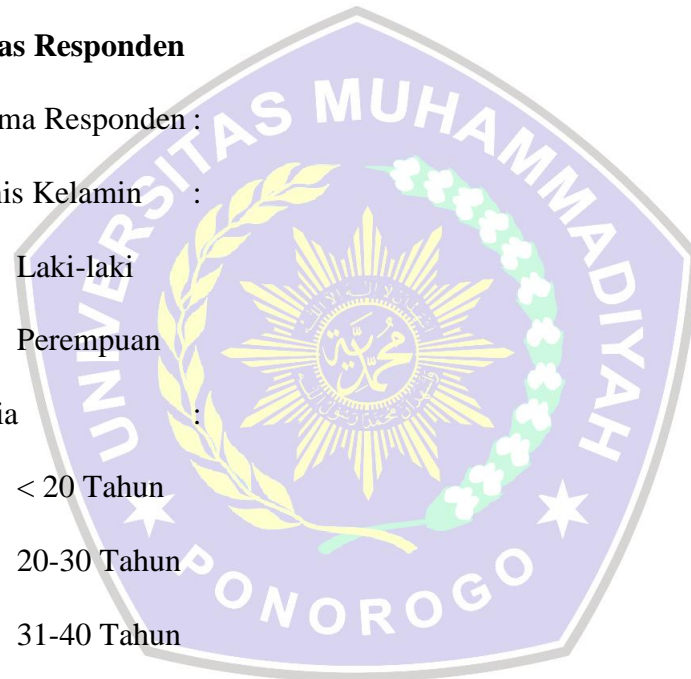 as Responden
ma Responden :
is Kelamin :
Laki-laki
Perempuan
ia :
< 20 Tahun
20-30 Tahun
31-40 Tahun
UNIVERSITAS MUHAMMADIYAH
PONOROGO
محمدية